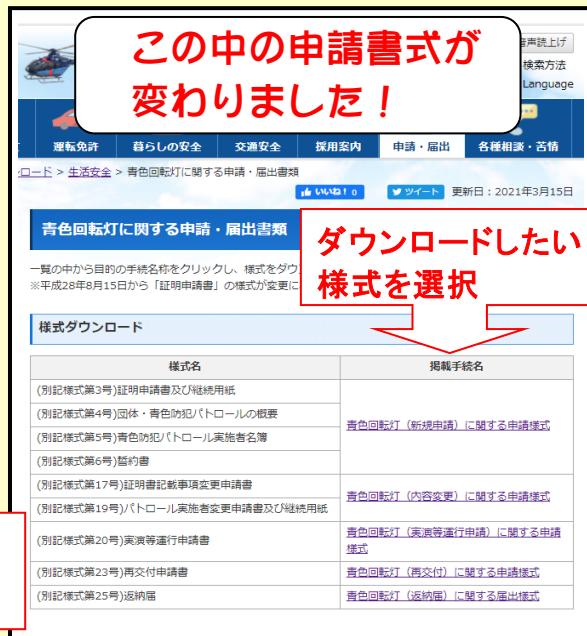 この中の申請書式が
変わりました！
音声読上げ
検索方法
Language
運転免許 暮らしの安全 交通安全 採用案内 申請・届出 各種相談・苦情
ロード > 生活安全 > 青色回転灯に関する申請・届出書類
いいね！ 0 ツイート 更新日：2021年3月15日
青色回転灯に関する申請・届出書類
ダウンロードしたい
様式を選択
一覧の中から目的の手続名称をクリックし、様式をダウ
※平成28年8月15日から「証明申請書」の様式が変更に
様式ダウンロード
様式名 掲載手続名
(別記様式第3号)証明申請書及び継続用紙
(別記様式第4号)団体・青色防犯パトロールの概要
(別記様式第5号)青色防犯パトロール実施者名簿
(別記様式第6号)誓約書
青色回転灯（新規申請）に関する申請様式
(別記様式第17号)証明書記載事項変更申請書
(別記様式第19号)パトロール実施者変更申請書及び継続用紙
青色回転灯（内容変更）に関する申請様式
(別記様式第20号)実演等運行申請書
青色回転灯（実演等運行申請）に関する申請
様式
(別記様式第23号)再交付申請書 青色回転灯（再交付）に関する申請様式
(別記様式第25号)返納届 青色回転灯（返納届）に関する届出様式